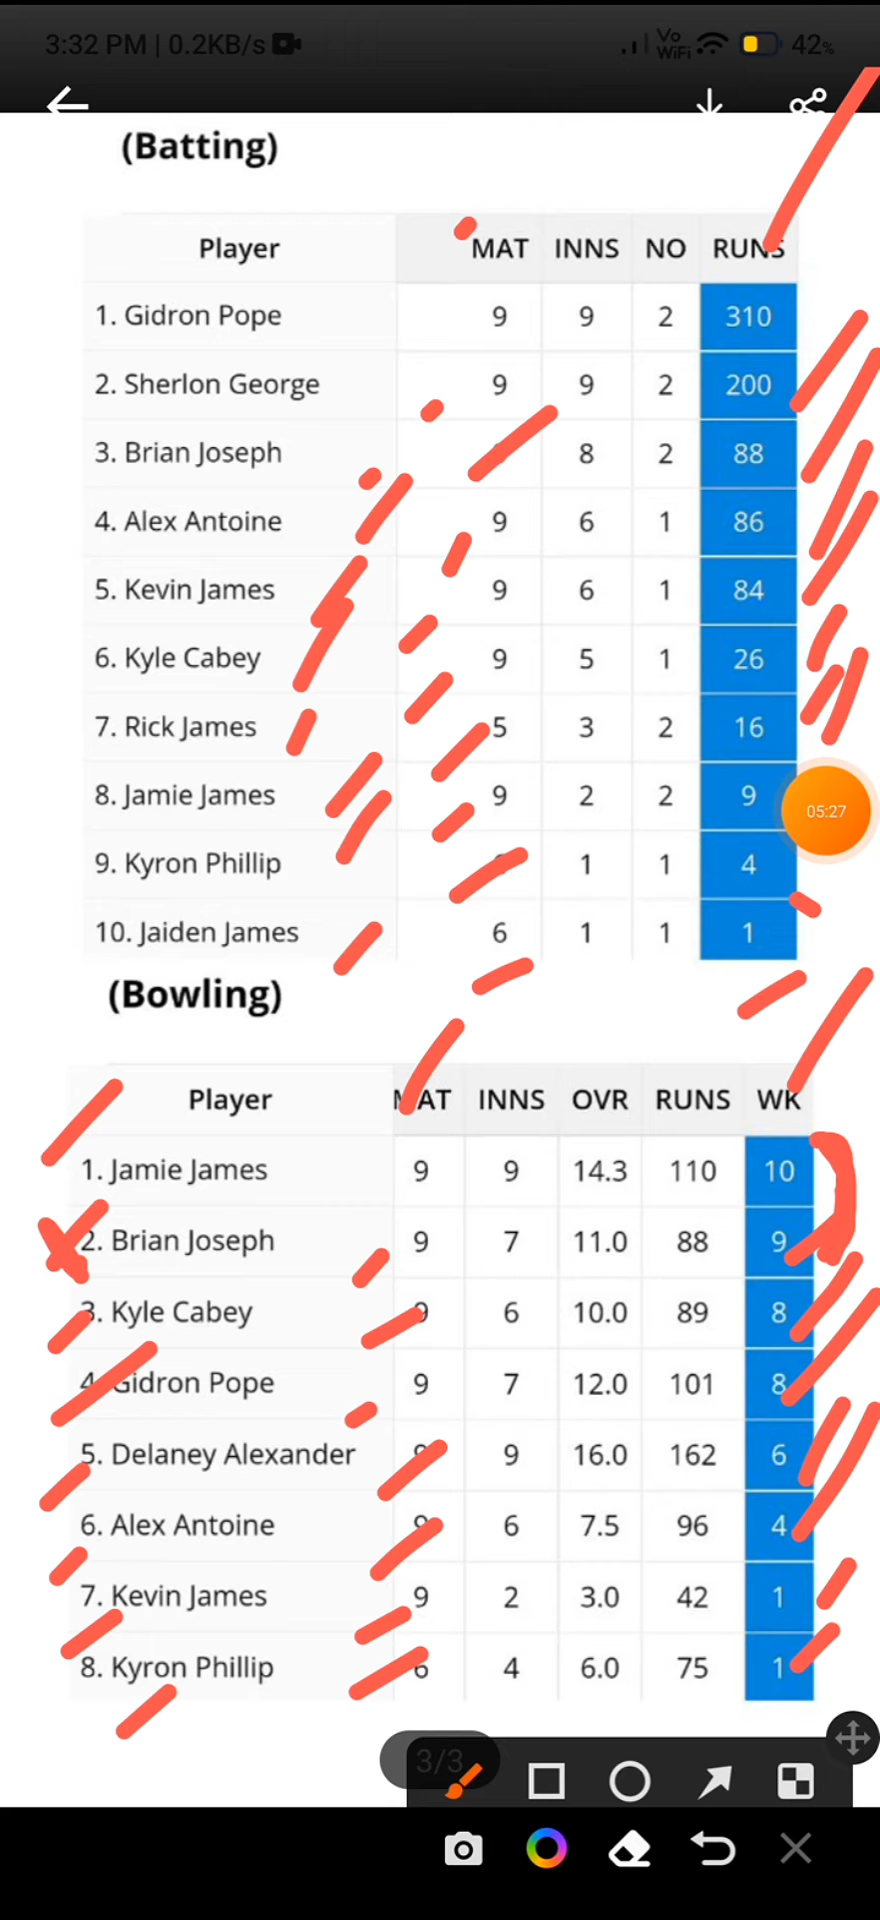 3:32 PM | 0.2KB/s Vo WiFi 42%
(Batting)
Player MAT INNS NO RUNS
1. Gidron Pope 9 9 2 310
2. Sherlon George 9 9 2 200
3. Brian Joseph 8 2 88
4. Alex Antoine 9 6 1 86
5. Kevin James 9 6 1 84
6. Kyle Cabey 9 5 1 26
7. Rick James 5 3 2 16
8. Jamie James 9 2 2 9
05:27
9. Kyron Phillip 1 1 4
10. Jaiden James 6 1 1 1
(Bowling)
Player MAT INNS OVR RUNS WK
1. Jamie James 9 9 14.3 110 10
2. Brian Joseph 9 7 11.0 88 9
3. Kyle Cabey 9 6 10.0 89 8
4. Gidron Pope 9 7 12.0 101 8
5. Delaney Alexander 9 9 16.0 162 6
6. Alex Antoine 9 6 7.5 96 4
7. Kevin James 9 2 3.0 42 1
8. Kyron Phillip 6 4 6.0 75 1
3/3